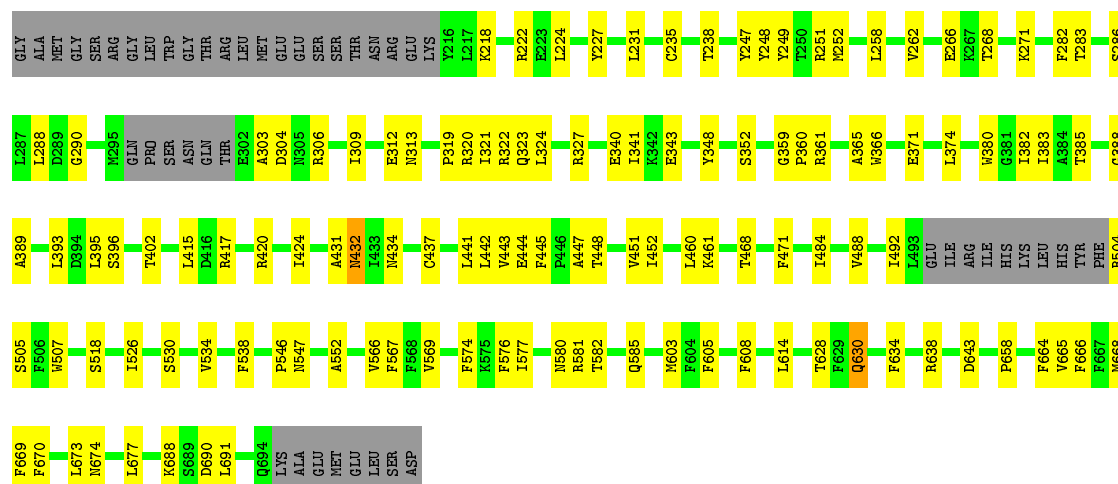 GLY ALA MET GLY SER ARG GLY LEU TRP GLY THR ARG LEU MET GLU GLU SER SER THR ASN ARG GLU LYS Y216 L217 K218 R222 E223 L224 Y227 L231 C235 T238 Y247 Y248 Y249 T250 R251 M252 L258 V262 E266 K267 T268 K271 F282 T283 S286
L287 L288 D289 G290 M295 GLN PRO SER ASN GLN THR E302 A303 D304 N305 R306 I309 E312 N313 P319 R320 I321 R322 Q323 L324 R327 E340 I341 K342 E343 Y348 S352 G359 P360 R361 A365 W366 E371 L374 W380 G381 I382 I383 A384 T385 G388
A389 L393 D394 L395 S396 T402 L415 D416 R417 R420 I424 A431 N432 I433 N434 C437 L441 L442 V443 E444 F445 P446 A447 T448 V451 I452 L460 K461 T468 F471 I484 V488 I492 L493 GLU ILE ARG ILE HIS LYS LEU HIS TYR PHE R504
S505 F506 W507 S518 I526 S530 V534 F538 P546 N547 A552 V566 F567 F568 V569 F574 K575 F576 I577 N580 R581 T582 Q585 M603 F604 F605 F608 L614 T628 F629 Q630 F634 R638 D643 P658 F664 V665 F666 F667 M668
F669 F670 L673 N674 L677 K688 S689 D690 L691 Q694 LYS ALA GLU MET GLU LEU SER ASP